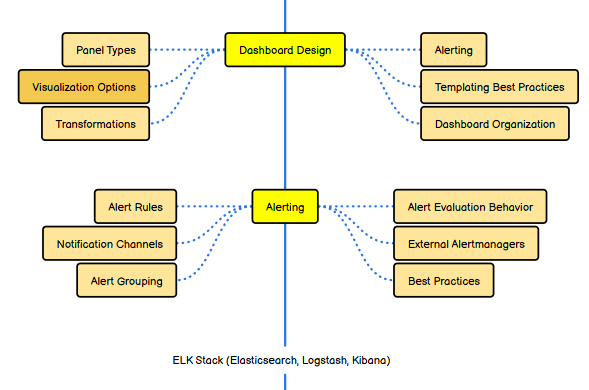 Panel Types
Dashboard Design
Alerting
Visualization Options
Templating Best Practices
Transformations
Dashboard Organization
Alert Rules
Alerting
Alert Evaluation Behavior
Notification Channels
External Alertmanagers
Alert Grouping
Best Practices
ELK Stack (Elasticsearch, Logstash, Kibana)